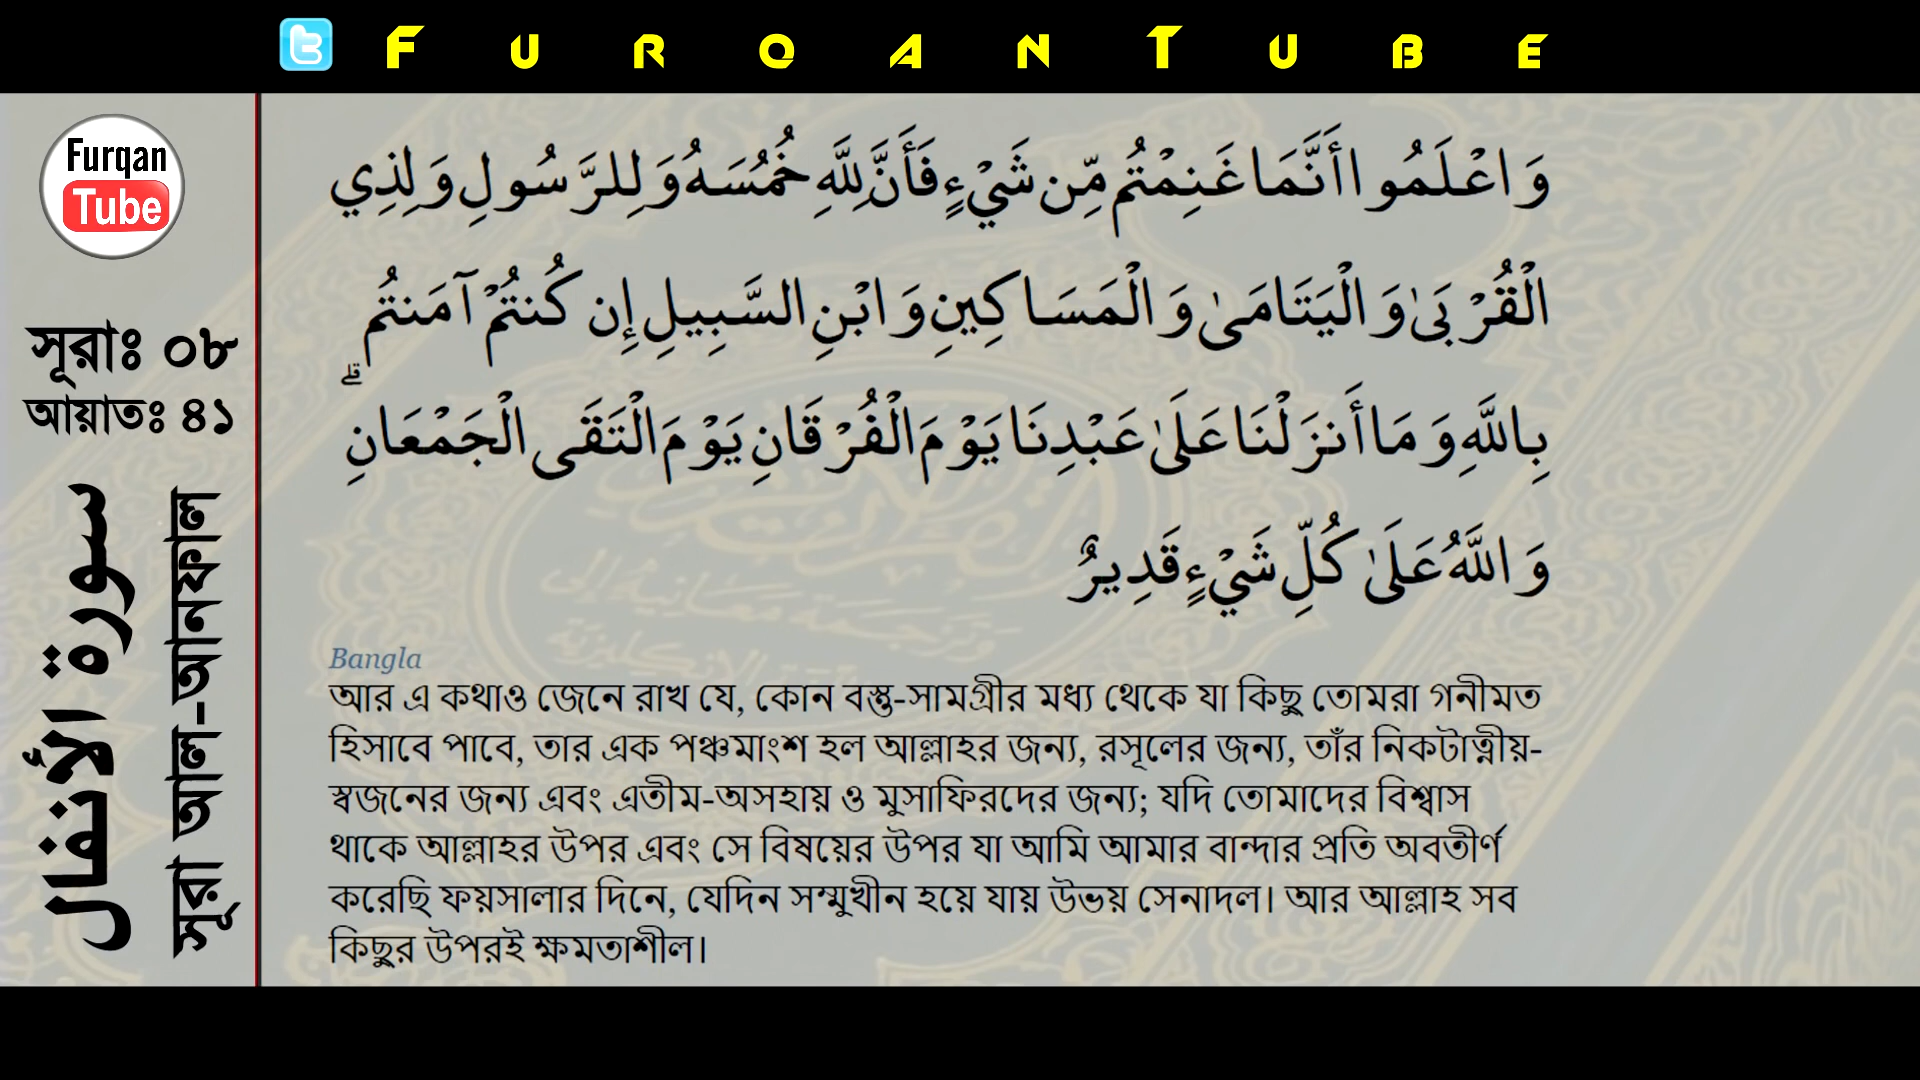 FURQANTUBE
Furqan
Tube
সূরাঃ ০৮
আয়াতঃ ৪১
سورة الأنفال
সূরা আল-আনফাল
وَاعْلَمُوا أَنَّمَا غَنِمْتُم مِّن شَيْءٍ فَأَنَّ لِلَّهِ خُمُسَهُ وَلِلرَّسُولِ وَلِذِي
الْقُرْبَىٰ وَالْيَتَامَىٰ وَالْمَسَاكِينِ وَابْنِ السَّبِيلِ إِن كُنتُمْ آمَنتُم
بِاللَّهِ وَمَا أَنزَلْنَا عَلَىٰ عَبْدِنَا يَوْمَ الْفُرْقَانِ يَوْمَ الْتَقَى الْجَمْعَانِ ۗ
وَاللَّهُ عَلَىٰ كُلِّ شَيْءٍ قَدِيرٌ
Bangla
আর এ কথাও জেনে রাখ যে, কোন বস্তু-সামগ্রীর মধ্য থেকে যা কিছু তোমরা গনীমত
হিসাবে পাবে, তার এক পঞ্চমাংশ হল আল্লাহর জন্য, রসূলের জন্য, তাঁর নিকটাত্নীয়-
স্বজনের জন্য এবং এতীম-অসহায় ও মুসাফিরদের জন্য; যদি তোমাদের বিশ্বাস
থাকে আল্লাহর উপর এবং সে বিষয়ের উপর যা আমি আমার বান্দার প্রতি অবতীর্ণ
করেছি ফয়সালার দিনে, যেদিন সম্মুখীন হয়ে যায় উভয় সেনাদল। আর আল্লাহ সব
কিছুর উপরই ক্ষমতাশীল।